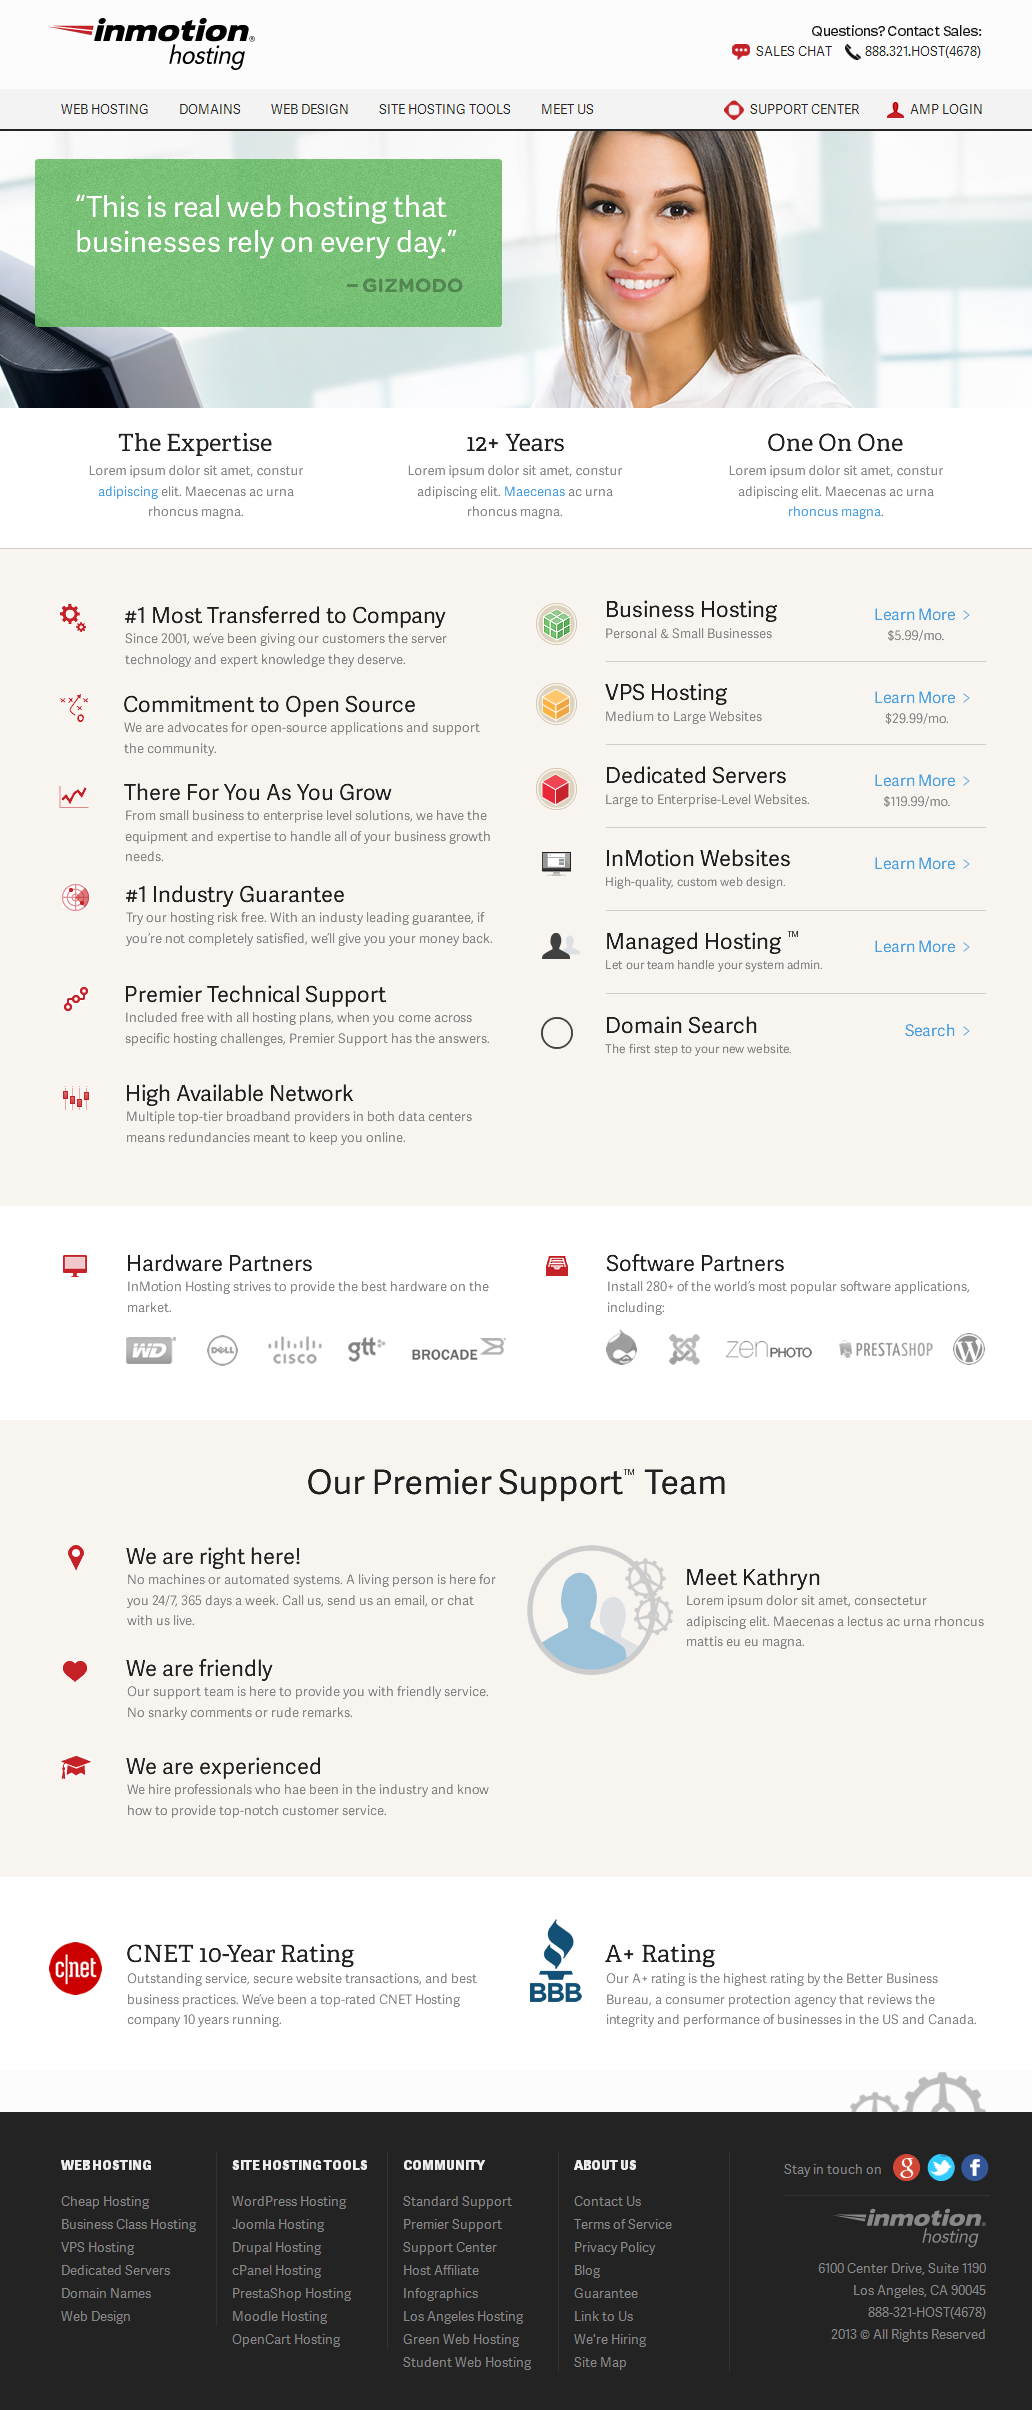 inmotion®
hosting
Questions? Contact Sales:
SALES CHAT 888.321.HOST(4678)
WEB HOSTING DOMAINS WEB DESIGN SITE HOSTING TOOLS MEET US SUPPORT CENTER AMP LOGIN
“This is real web hosting that
businesses rely on every day.”
– GIZMODO
The Expertise
Lorem ipsum dolor sit amet, constur
adipiscing elit. Maecenas ac urna
rhoncus magna.
12+ Years
Lorem ipsum dolor sit amet, constur
adipiscing elit. Maecenas ac urna
rhoncus magna.
One On One
Lorem ipsum dolor sit amet, constur
adipiscing elit. Maecenas ac urna
rhoncus magna.
#1 Most Transferred to Company
Since 2001, we've been giving our customers the server
technology and expert knowledge they deserve.
Commitment to Open Source
We are advocates for open-source applications and support
the community.
There For You As You Grow
From small business to enterprise level solutions, we have the
equipment and expertise to handle all of your business growth
needs.
#1 Industry Guarantee
Try our hosting risk free. With an industy leading guarantee, if
you're not completely satisfied, we'll give you your money back.
Premier Technical Support
Included free with all hosting plans, when you come across
specific hosting challenges, Premier Support has the answers.
High Available Network
Multiple top-tier broadband providers in both data centers
means redundancies meant to keep you online.
Business Hosting
Personal & Small Businesses
Learn More >
$5.99/mo.
VPS Hosting
Medium to Large Websites
Learn More >
$29.99/mo.
Dedicated Servers
Large to Enterprise-Level Websites.
Learn More >
$119.99/mo.
InMotion Websites
High-quality, custom web design.
Learn More >
Managed Hosting ™
Let our team handle your system admin.
Learn More >
Domain Search
The first step to your new website.
Search >
Hardware Partners
InMotion Hosting strives to provide the best hardware on the
market.
WD DELL CISCO gtt BROCADE
Software Partners
Install 280+ of the world's most popular software applications,
including:
zenPHOTO PRESTASHOP
Our Premier Support™ Team
We are right here!
No machines or automated systems. A living person is here for
you 24/7, 365 days a week. Call us, send us an email, or chat
with us live.
We are friendly
Our support team is here to provide you with friendly service.
No snarky comments or rude remarks.
We are experienced
We hire professionals who hae been in the industry and know
how to provide top-notch customer service.
Meet Kathryn
Lorem ipsum dolor sit amet, consectetur
adipiscing elit. Maecenas a lectus ac urna rhoncus
mattis eu eu magna.
c|net
CNET 10-Year Rating
Outstanding service, secure website transactions, and best
business practices. We've been a top-rated CNET Hosting
company 10 years running.
BBB
A+ Rating
Our A+ rating is the highest rating by the Better Business
Bureau, a consumer protection agency that reviews the
integrity and performance of businesses in the US and Canada.
WEB HOSTING
Cheap Hosting
Business Class Hosting
VPS Hosting
Dedicated Servers
Domain Names
Web Design
SITE HOSTING TOOLS
WordPress Hosting
Joomla Hosting
Drupal Hosting
cPanel Hosting
PrestaShop Hosting
Moodle Hosting
OpenCart Hosting
COMMUNITY
Standard Support
Premier Support
Support Center
Host Affiliate
Infographics
Los Angeles Hosting
Green Web Hosting
Student Web Hosting
ABOUT US
Contact Us
Terms of Service
Privacy Policy
Blog
Guarantee
Link to Us
We're Hiring
Site Map
Stay in touch on
inmotion®
hosting
6100 Center Drive, Suite 1190
Los Angeles, CA 90045
888-321-HOST(4678)
2013 © All Rights Reserved